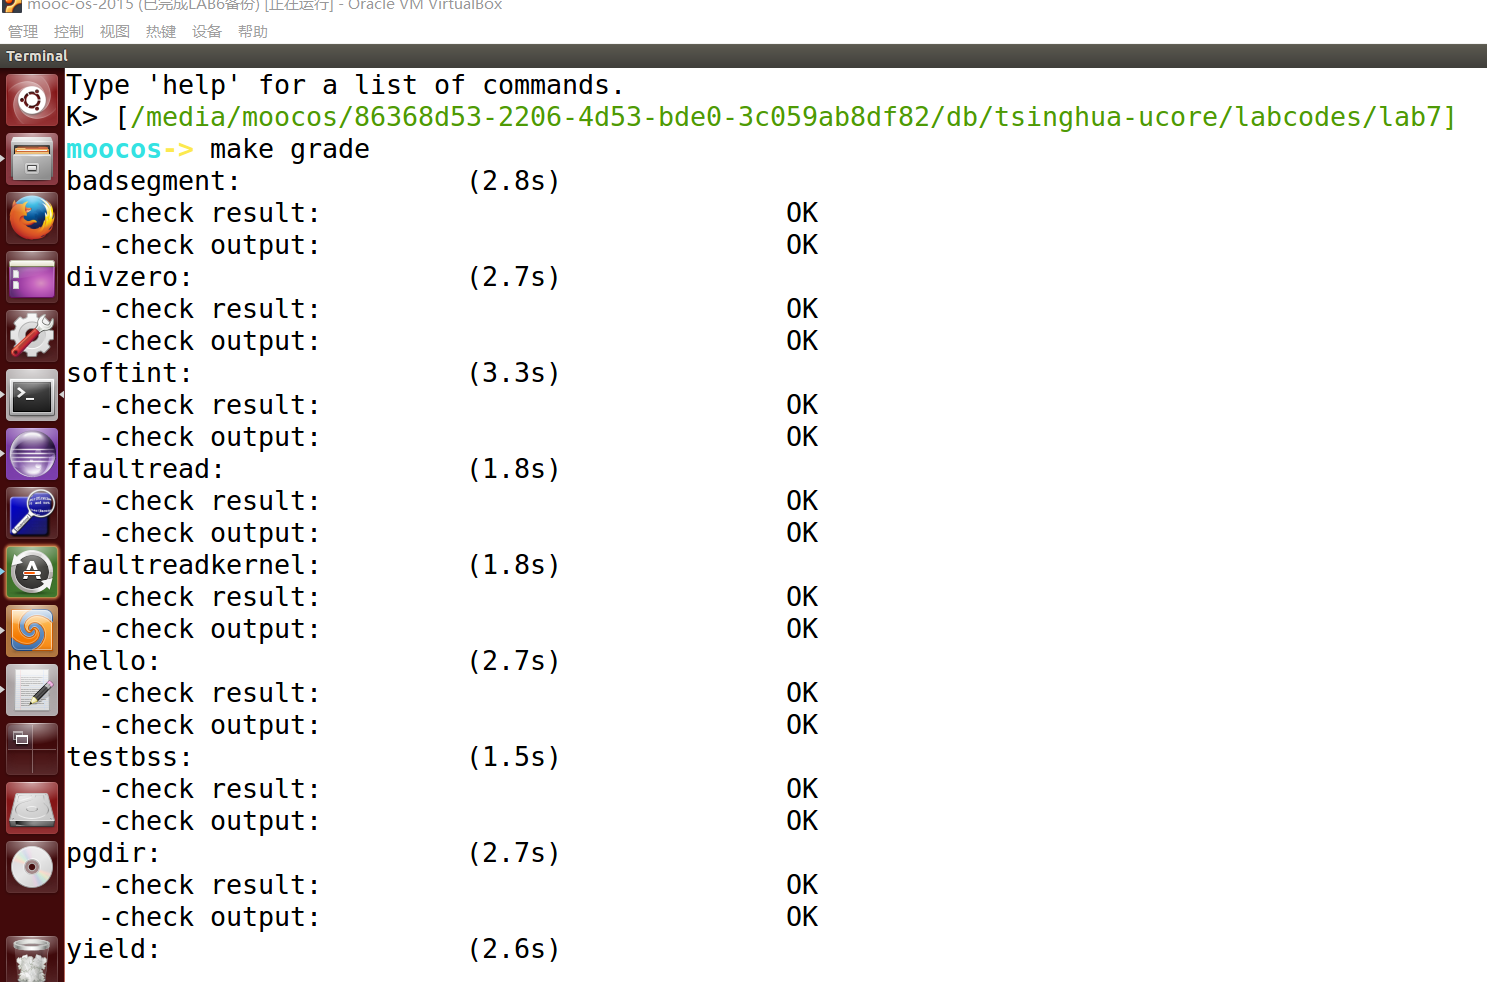 mooc-os-2015 (已完成LAB6备份) [正在运行] - Oracle VM VirtualBox
管理 控制 视图 热键 设备 帮助
Terminal
Type 'help' for a list of commands.
K> [/media/moocos/86368d53-2206-4d53-bde0-3c059ab8df82/db/tsinghua-ucore/labcodes/lab7]
moocos-> make grade
badsegment: (2.8s)
-check result: OK
-check output: OK
divzero: (2.7s)
-check result: OK
-check output: OK
softint: (3.3s)
-check result: OK
-check output: OK
faultread: (1.8s)
-check result: OK
-check output: OK
faultreadkernel: (1.8s)
-check result: OK
-check output: OK
hello: (2.7s)
-check result: OK
-check output: OK
testbss: (1.5s)
-check result: OK
-check output: OK
pgdir: (2.7s)
-check result: OK
-check output: OK
yield: (2.6s)